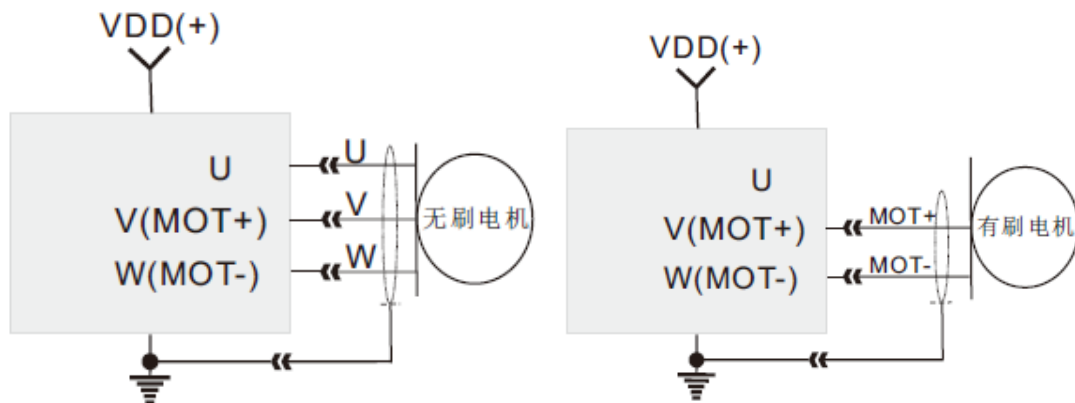 VDD(+)
U
U
V(MOT+)
V
W(MOT-)
W
无刷电机
VDD(+)
U
V(MOT+)
MOT+
W(MOT-)
MOT-
有刷电机